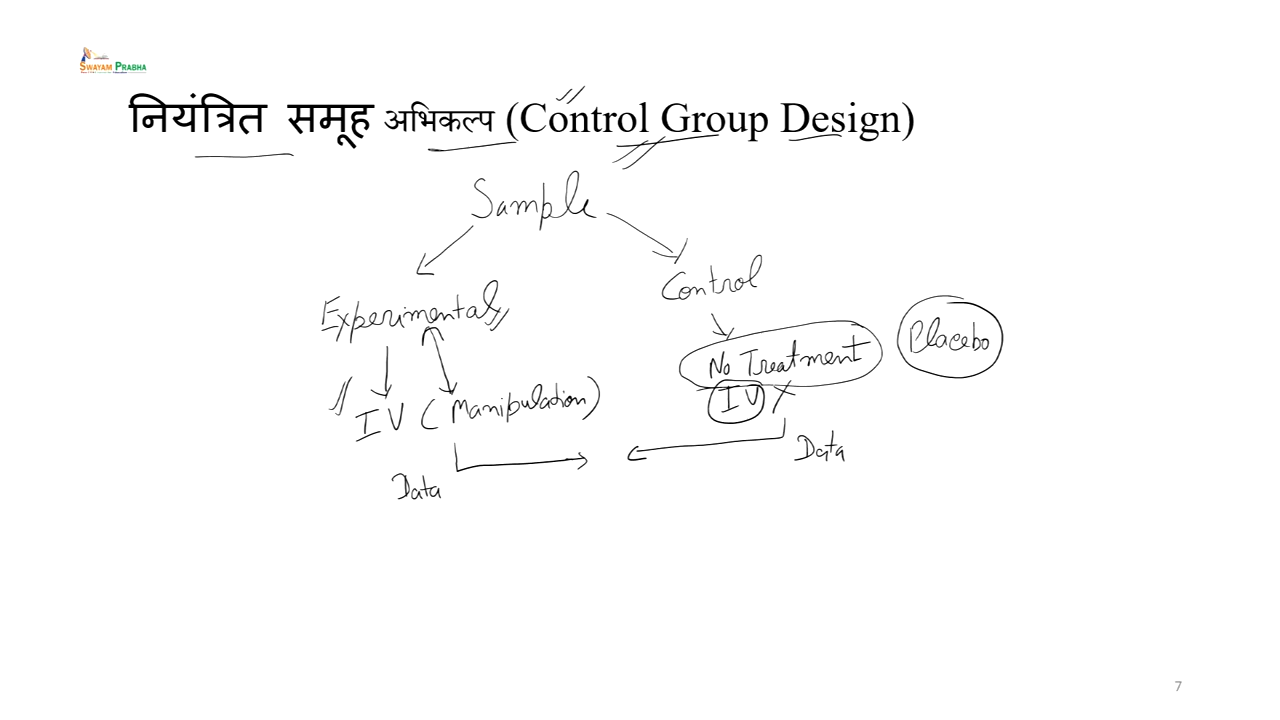 SWAYAM PRABHA
नियंत्रित समूह अभिकल्प (Control Group Design)
Sample
Experimental
Control
No Treatment
Placebo
IV (Manipulation)
IV X
Data
Data
7